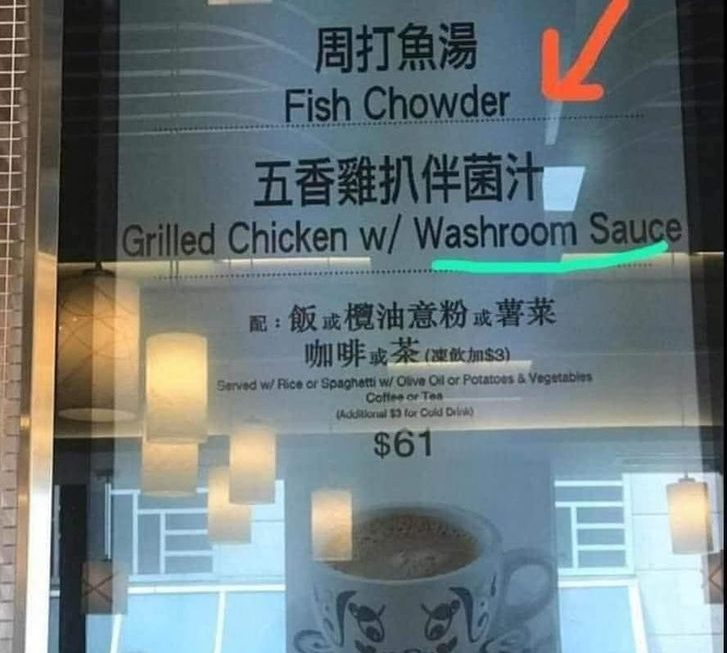 周打魚湯
Fish Chowder
五香雞扒伴菌汁
Grilled Chicken w/ Washroom Sauce
配：飯或欖油意粉或薯菜
咖啡或茶 (凍飲加$3)
Served w/ Rice or Spaghetti w/ Olive Oil or Potatoes & Vegetables
Coffee or Tea
(Additional $3 for Cold Drink)
$61